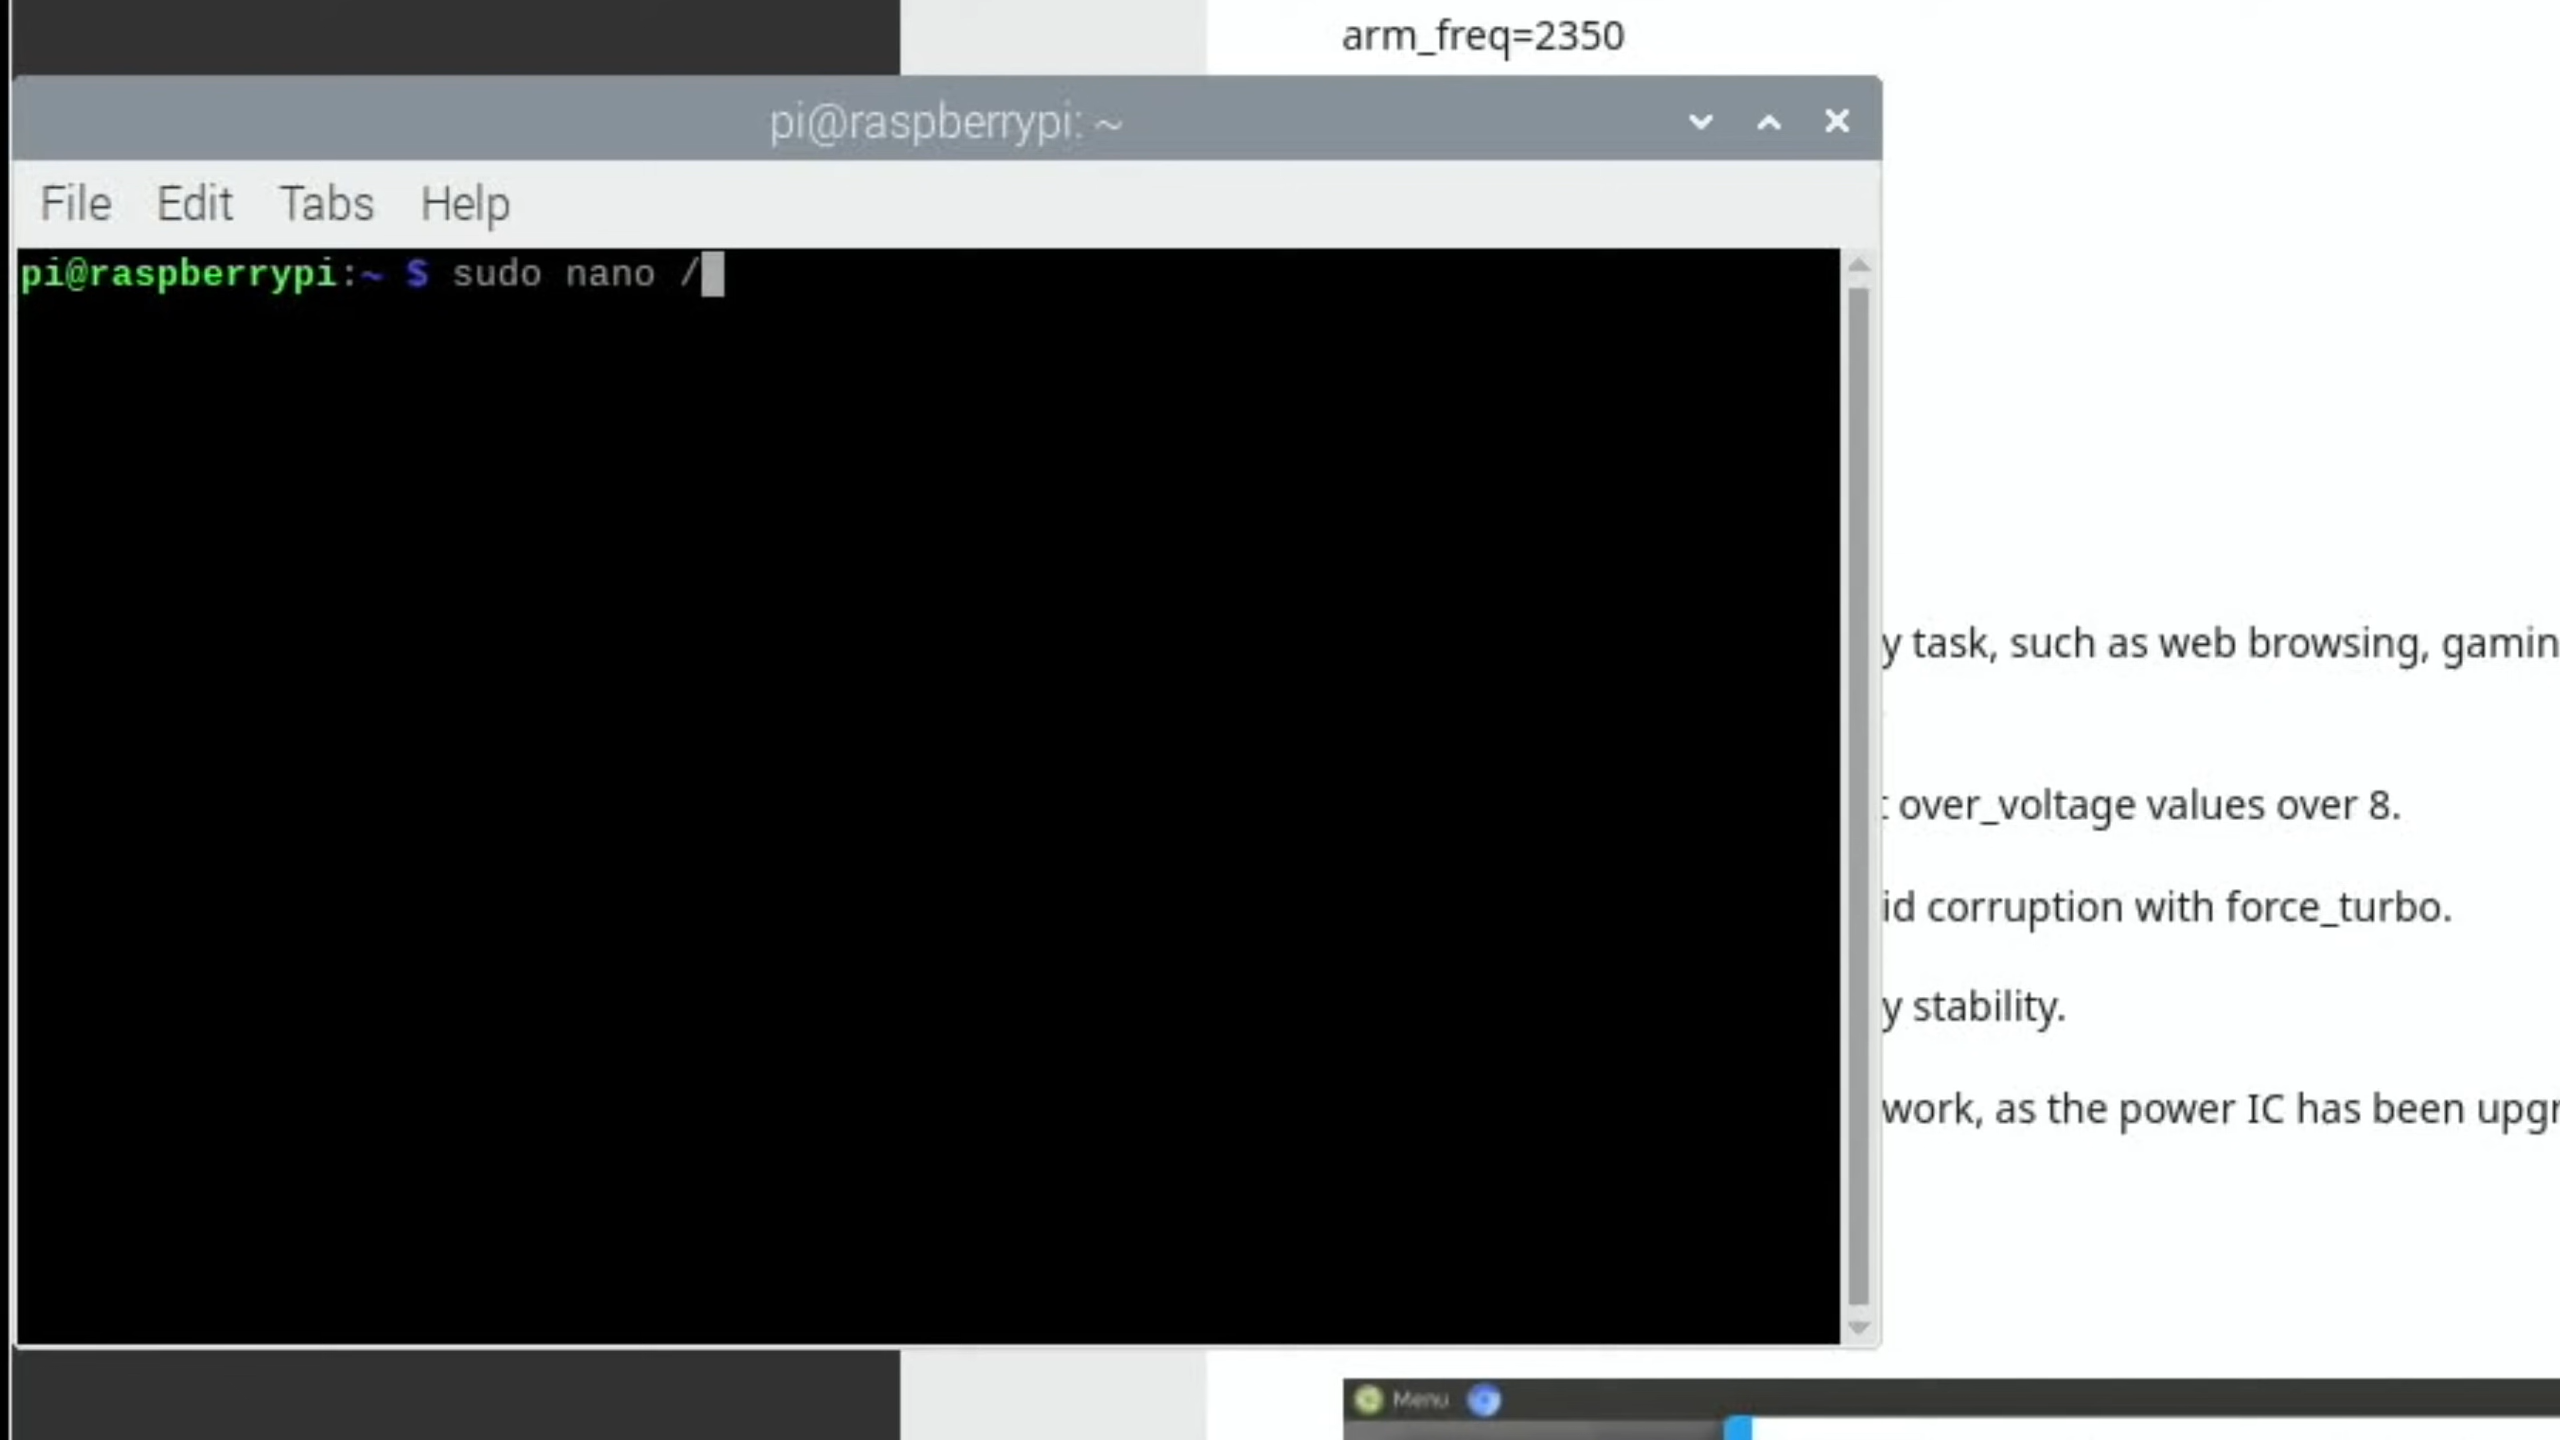 arm_freq=2350
pi@raspberrypi: ~
File Edit Tabs Help
pi@raspberrypi:~ $ sudo nano /
y task, such as web browsing, gamin
over_voltage values over 8.
id corruption with force_turbo.
y stability.
work, as the power IC has been upgr
Menu